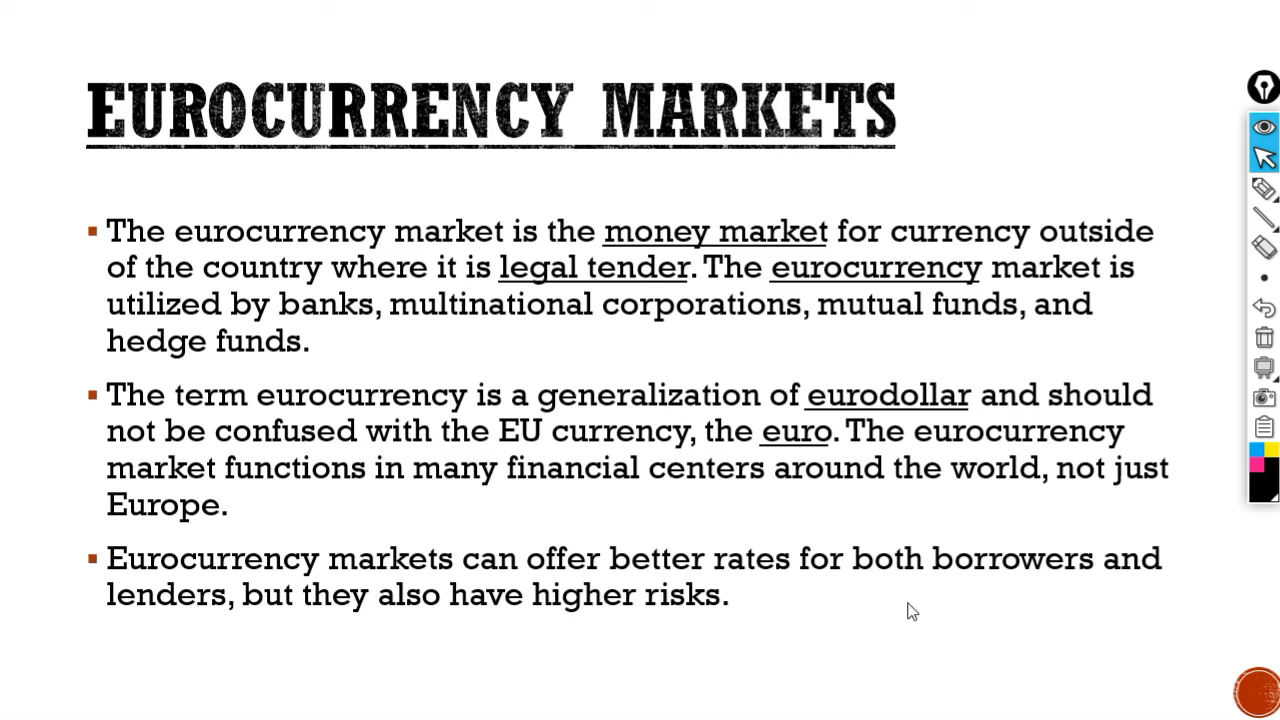 EUROCURRENCY MARKETS
▪ The eurocurrency market is the money market for currency outside
of the country where it is legal tender. The eurocurrency market is
utilized by banks, multinational corporations, mutual funds, and
hedge funds.
▪ The term eurocurrency is a generalization of eurodollar and should
not be confused with the EU currency, the euro. The eurocurrency
market functions in many financial centers around the world, not just
Europe.
▪ Eurocurrency markets can offer better rates for both borrowers and
lenders, but they also have higher risks.